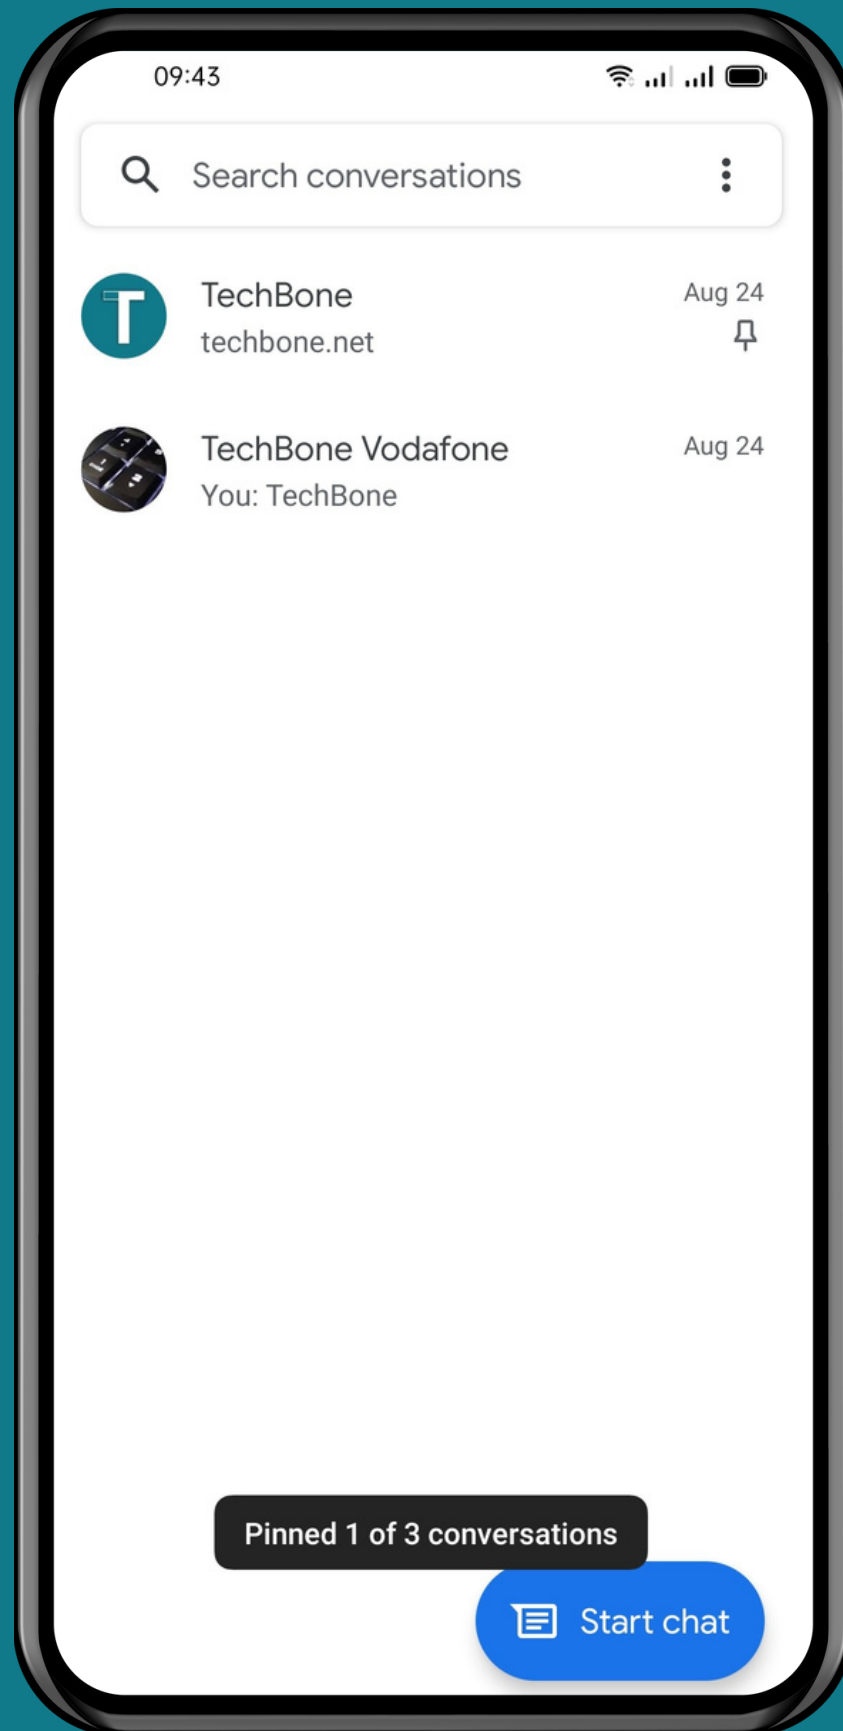 09:43
Search conversations
T
TechBone
Aug 24
techbone.net
TechBone Vodafone
Aug 24
You: TechBone
Pinned 1 of 3 conversations
Start chat